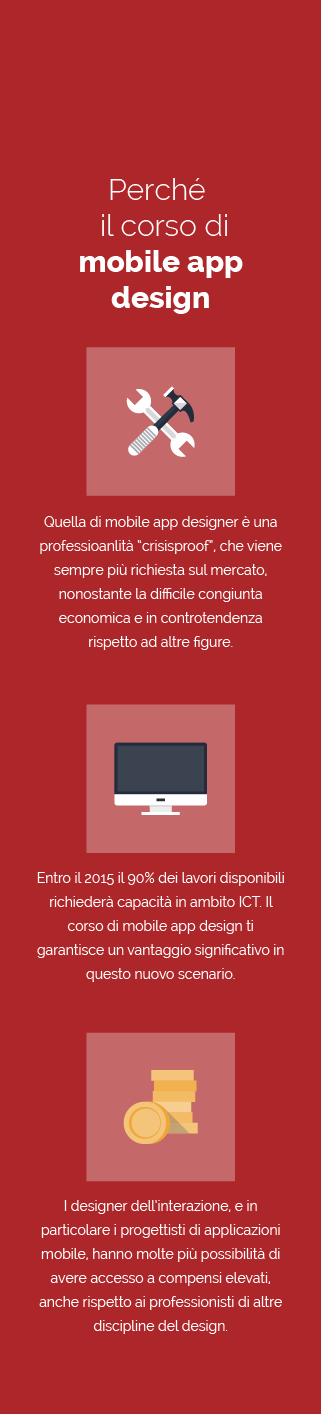 Perché
il corso di
mobile app
design
Quella di mobile app designer è una
professioanlità "crisisproof", che viene
sempre più richiesta sul mercato,
nonostante la difficile congiunta
economica e in controtendenza
rispetto ad altre figure.
Entro il 2015 il 90% dei lavori disponibili
richiederà capacità in ambito ICT. Il
corso di mobile app design ti
garantisce un vantaggio significativo in
questo nuovo scenario.
I designer dell'interazione, e in
particolare i progettisti di applicazioni
mobile, hanno molte più possibilità di
avere accesso a compensi elevati,
anche rispetto ai professionisti di altre
discipline del design.